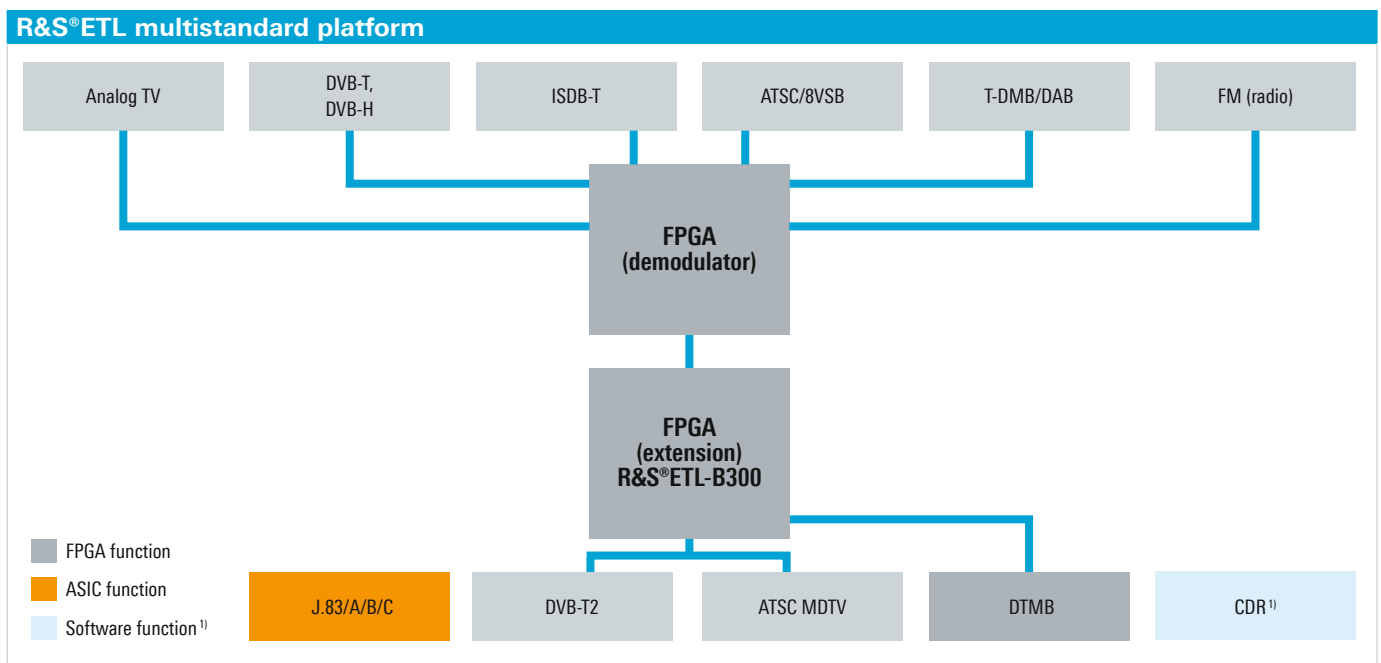 R&S®ETL multistandard platform
Analog TV
DVB-T,
DVB-H
ISDB-T
ATSC/8VSB
T-DMB/DAB
FM (radio)
FPGA
(demodulator)
FPGA
(extension)
R&S®ETL-B300
FPGA function
ASIC function
Software function 1)
J.83/A/B/C
DVB-T2
ATSC MDTV
DTMB
CDR 1)